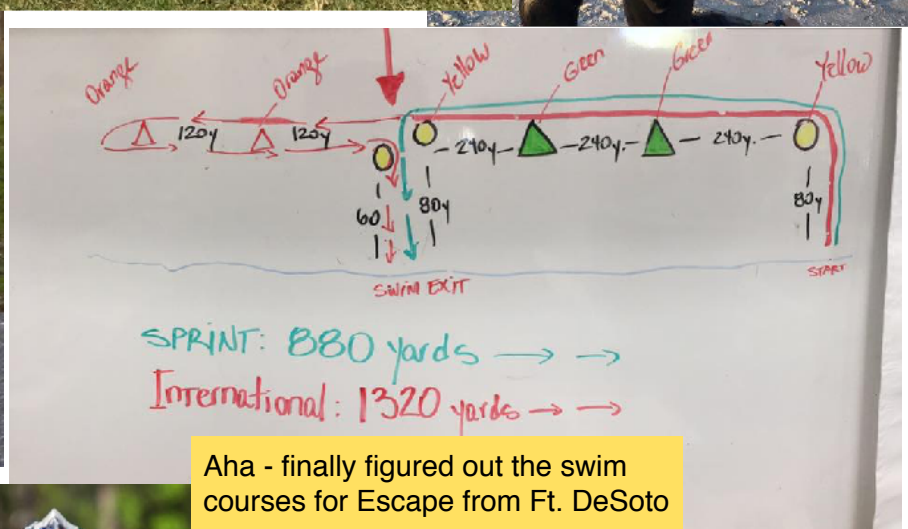 Orange
Orange
Yellow
Green
Green
Yellow
120y 120y
240y. 240y. 240y.
60 80y 80y
START
SWIM EXIT
SPRINT: 880 yards
International: 1320 yards
Aha - finally figured out the swim
courses for Escape from Ft. DeSoto